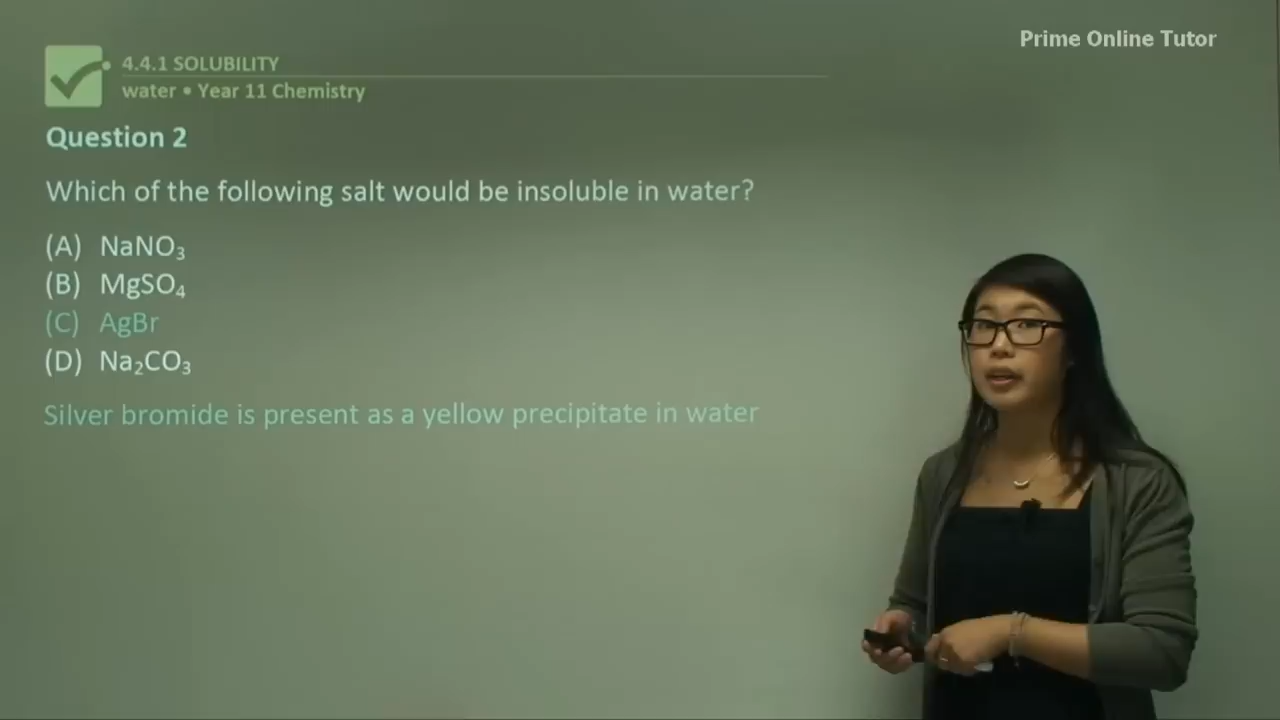 Prime Online Tutor
4.4.1 SOLUBILITY
water • Year 11 Chemistry
Question 2
Which of the following salt would be insoluble in water?
(A) NaNO₃
(B) MgSO₄
(C) AgBr
(D) Na₂CO₃
Silver bromide is present as a yellow precipitate in water